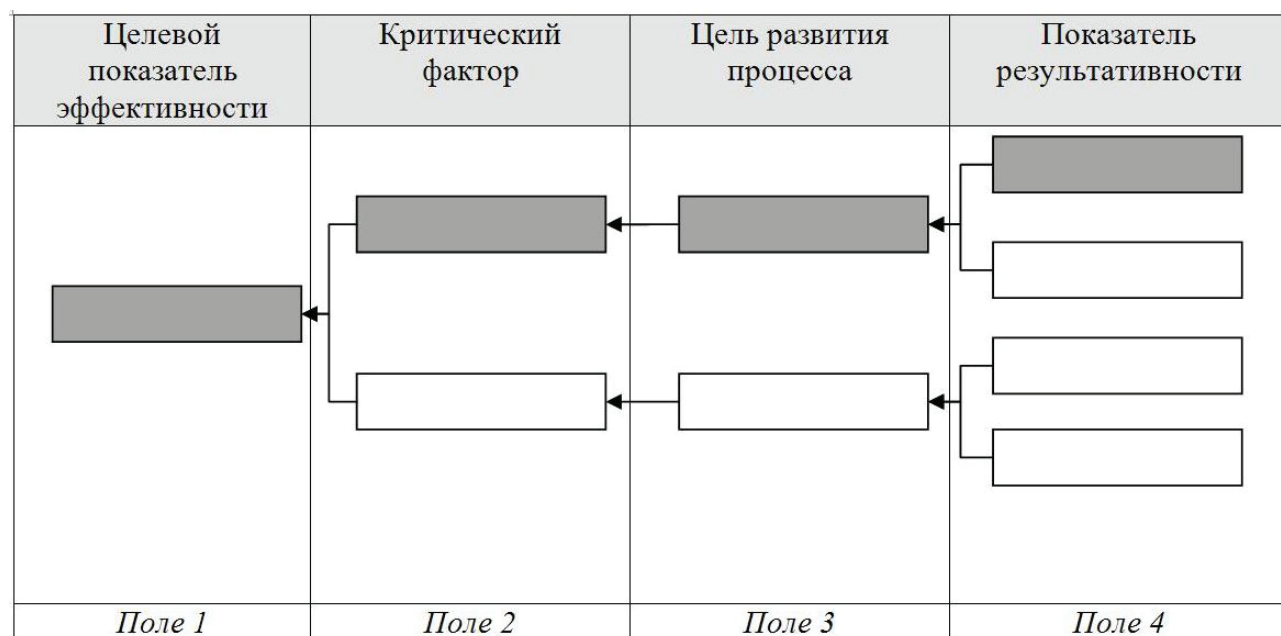 Целевой
показатель
эффективности
Критический
фактор
Цель развития
процесса
Показатель
результативности
Поле 1
Поле 2
Поле 3
Поле 4